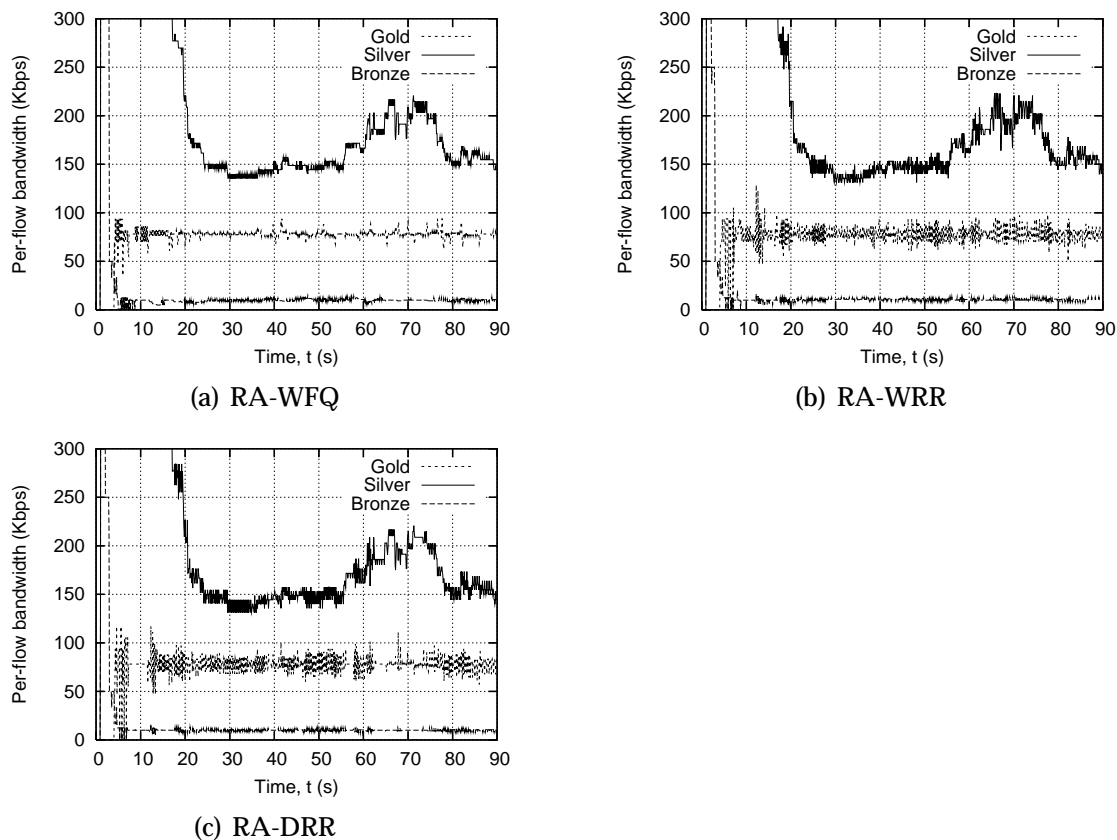 300
250
200
150
100
50
0
0 10 20 30 40 50 60 70 80 90
Per-flow bandwidth (Kbps)
Time, t (s)
Gold
Silver
Bronze
(a) RA-WFQ
300
250
200
150
100
50
0
0 10 20 30 40 50 60 70 80 90
Per-flow bandwidth (Kbps)
Time, t (s)
Gold
Silver
Bronze
(b) RA-WRR
300
250
200
150
100
50
0
0 10 20 30 40 50 60 70 80 90
Per-flow bandwidth (Kbps)
Time, t (s)
Gold
Silver
Bronze
(c) RA-DRR